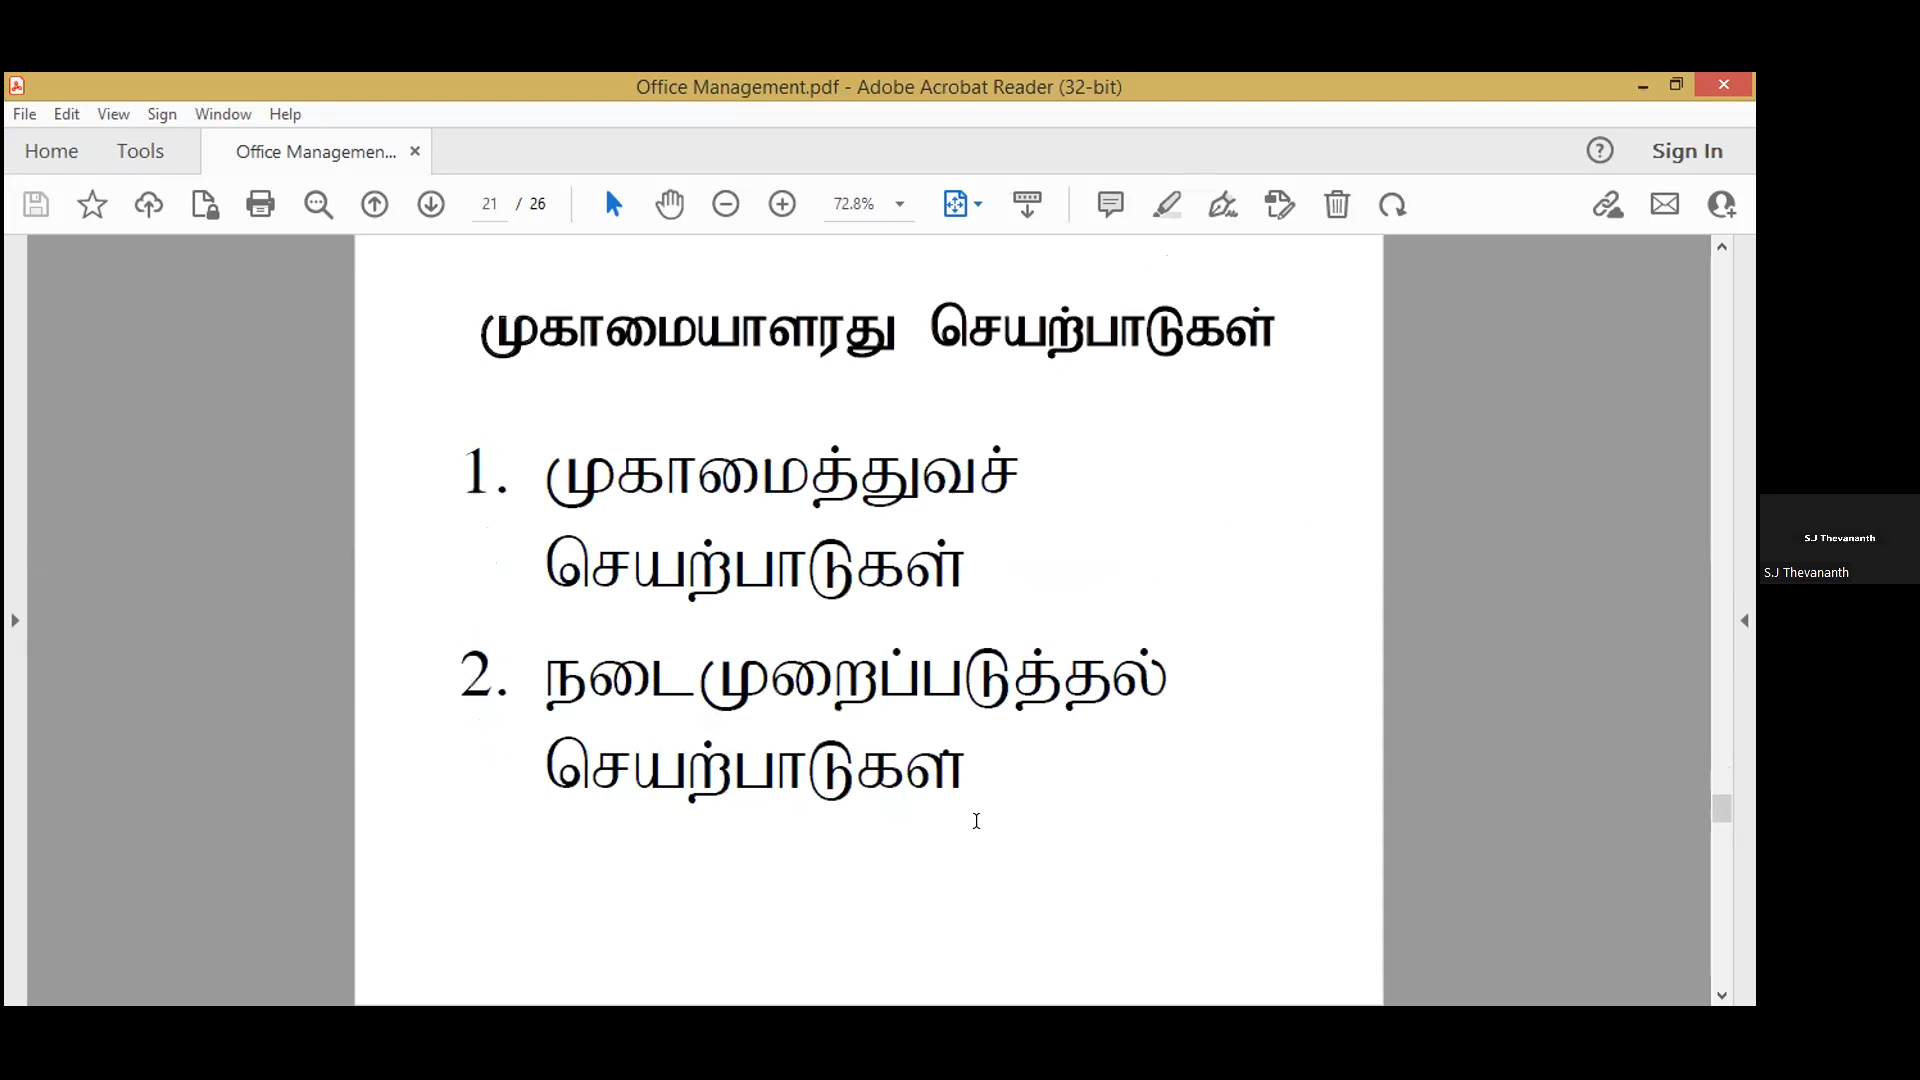 Office Management.pdf - Adobe Acrobat Reader (32-bit)
File Edit View Sign Window Help
Home Tools Office Managemen... × Sign In
21 / 26 72.8%
முகாமையாளரது செயற்பாடுகள்
1. முகாமைத்துவச்
செயற்பாடுகள்
2. நடைமுறைப்படுத்தல்
செயற்பாடுகள்
S.J Thevananth
S.J Thevananth